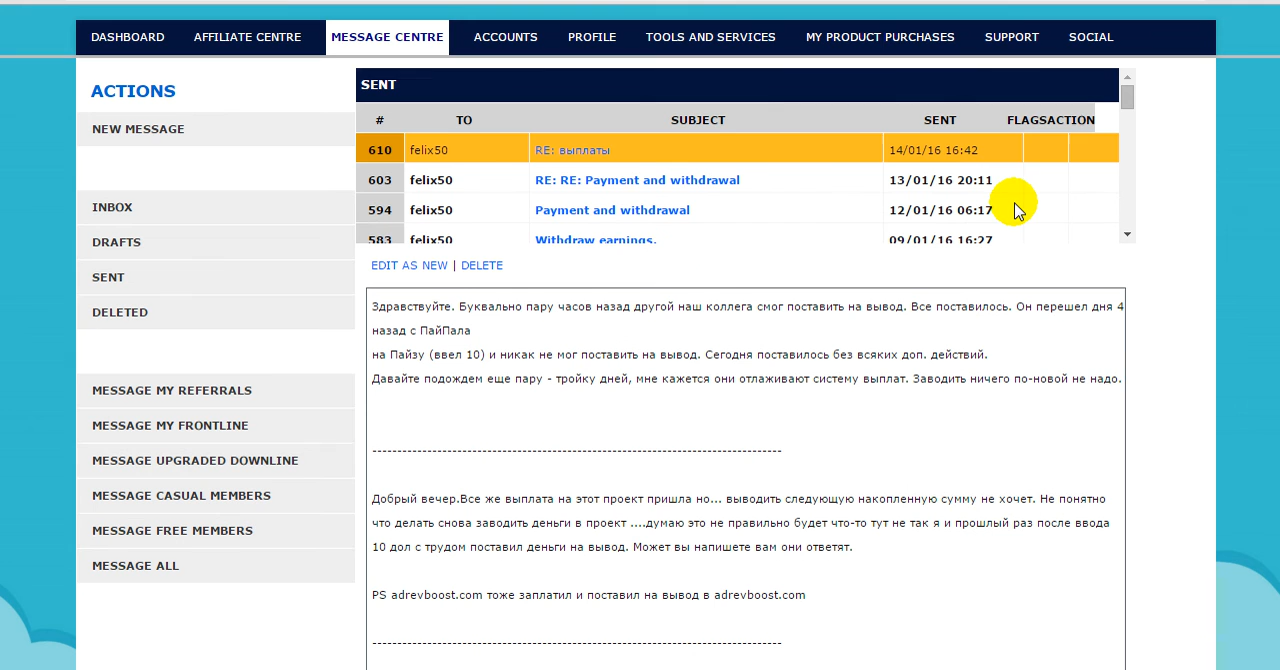 DASHBOARD AFFILIATE CENTRE MESSAGE CENTRE ACCOUNTS PROFILE TOOLS AND SERVICES MY PRODUCT PURCHASES SUPPORT SOCIAL
ACTIONS
NEW MESSAGE
INBOX
DRAFTS
SENT
DELETED
MESSAGE MY REFERRALS
MESSAGE MY FRONTLINE
MESSAGE UPGRADED DOWNLINE
MESSAGE CASUAL MEMBERS
MESSAGE FREE MEMBERS
MESSAGE ALL
SENT
# TO SUBJECT SENT FLAGSACTION
610 felix50 RE: выплаты 14/01/16 16:42
603 felix50 RE: RE: Payment and withdrawal 13/01/16 20:11
594 felix50 Payment and withdrawal 12/01/16 06:17
583 felix50 Withdraw earnings. 09/01/16 16:27
EDIT AS NEW | DELETE
Здравствуйте. Буквально пару часов назад другой наш коллега смог поставить на вывод. Все поставилось. Он перешел дня 4
назад с ПайПала
на Пайзу (ввел 10) и никак не мог поставить на вывод. Сегодня поставилось без всяких доп. действий.
Давайте подождем еще пару - тройку дней, мне кажется они отлаживают систему выплат. Заводить ничего по-новой не надо.
----------------------------------------------------------------------------------
Добрый вечер.Все же выплата на этот проект пришла но... выводить следующую накопленную сумму не хочет. Не понятно
что делать снова заводить деньги в проект ....думаю это не правильно будет что-то тут не так я и прошлый раз после ввода
10 дол с трудом поставил деньги на вывод. Может вы напишете вам они ответят.
PS adrevboost.com тоже заплатил и поставил на вывод в adrevboost.com
----------------------------------------------------------------------------------